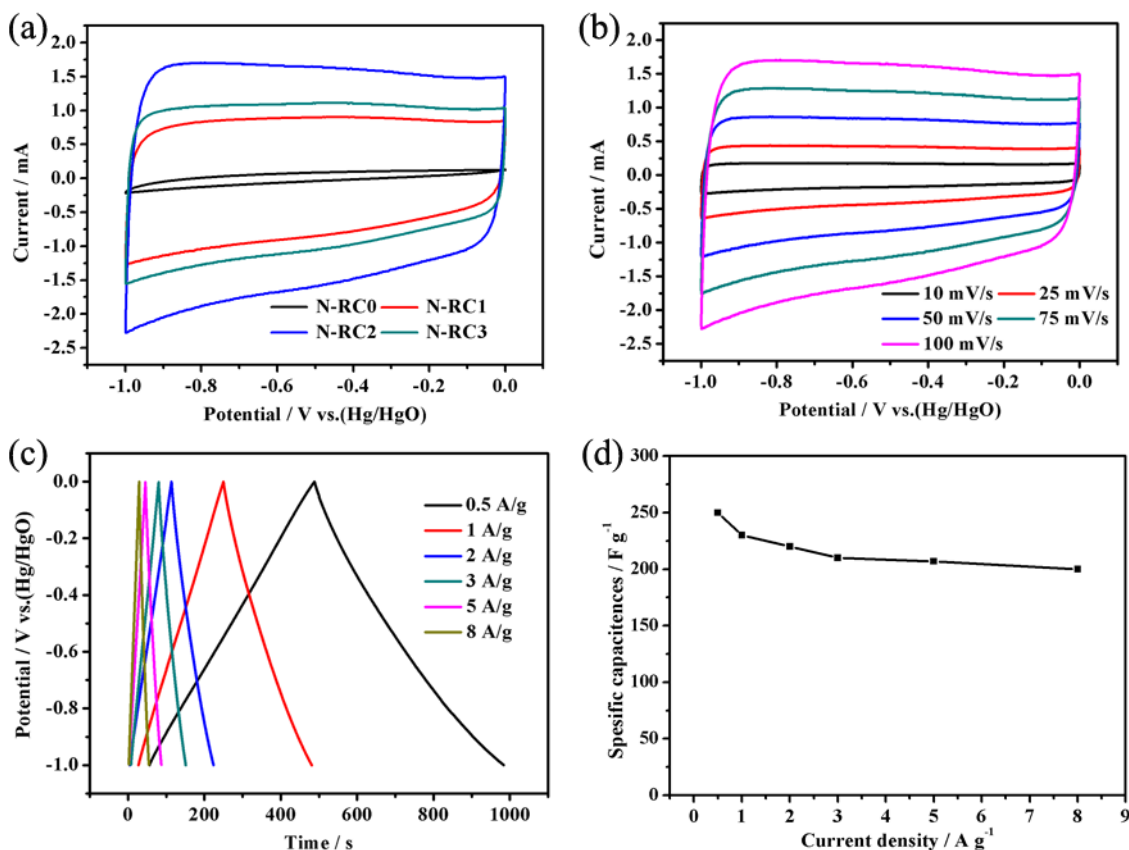 (a)
2.0
1.5
1.0
0.5
0.0
-0.5
-1.0
-1.5
-2.0
-2.5
Current / mA
N-RC0 N-RC1
N-RC2 N-RC3
-1.0 -0.8 -0.6 -0.4 -0.2 0.0
Potential / V vs.(Hg/HgO)
(b)
2.0
1.5
1.0
0.5
0.0
-0.5
-1.0
-1.5
-2.0
-2.5
Current / mA
10 mV/s 25 mV/s
50 mV/s 75 mV/s
100 mV/s
-1.0 -0.8 -0.6 -0.4 -0.2 0.0
Potential / V vs.(Hg/HgO)
(c)
0.0
-0.2
-0.4
-0.6
-0.8
-1.0
Potential / V vs.(Hg/HgO)
0.5 A/g
1 A/g
2 A/g
3 A/g
5 A/g
8 A/g
0 200 400 600 800 1000
Time / s
(d)
300
250
200
150
100
50
0
Spesific capacitences / F g⁻¹
0 1 2 3 4 5 6 7 8 9
Current density / A g⁻¹